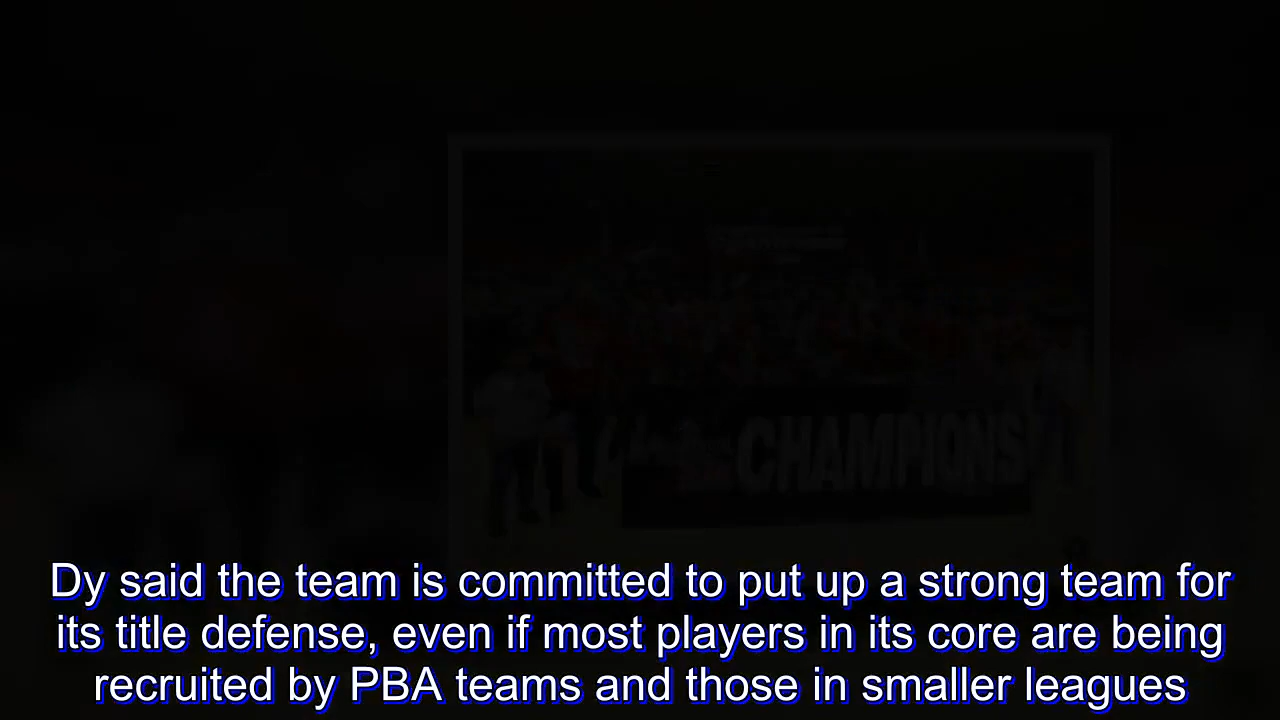 CHAMPIONS
Dy said the team is committed to put up a strong team for
its title defense, even if most players in its core are being
recruited by PBA teams and those in smaller leagues